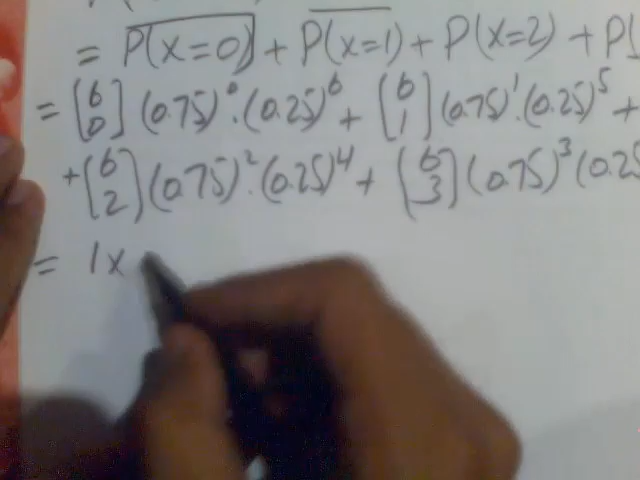 = P(x=0) + P(x=1) + P(x=2) + P(
= [6 0] (0.75)⁰.(0.25)⁶ + [6 1] (0.75)¹.(0.25)⁵ +
+ [6 2] (0.75)².(0.25)⁴ + [6 3] (0.75)³ (0.25
= 1x